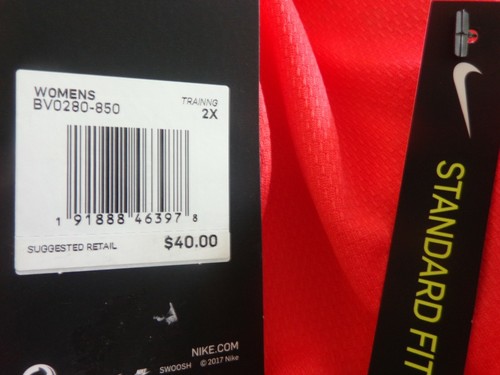 WOMENS
BV0280-850
TRAINNG
2X
1 91888 46397 8
SUGGESTED RETAIL $40.00
NIKE.COM
SWOOSH © 2017 Nike
STANDARD FIT